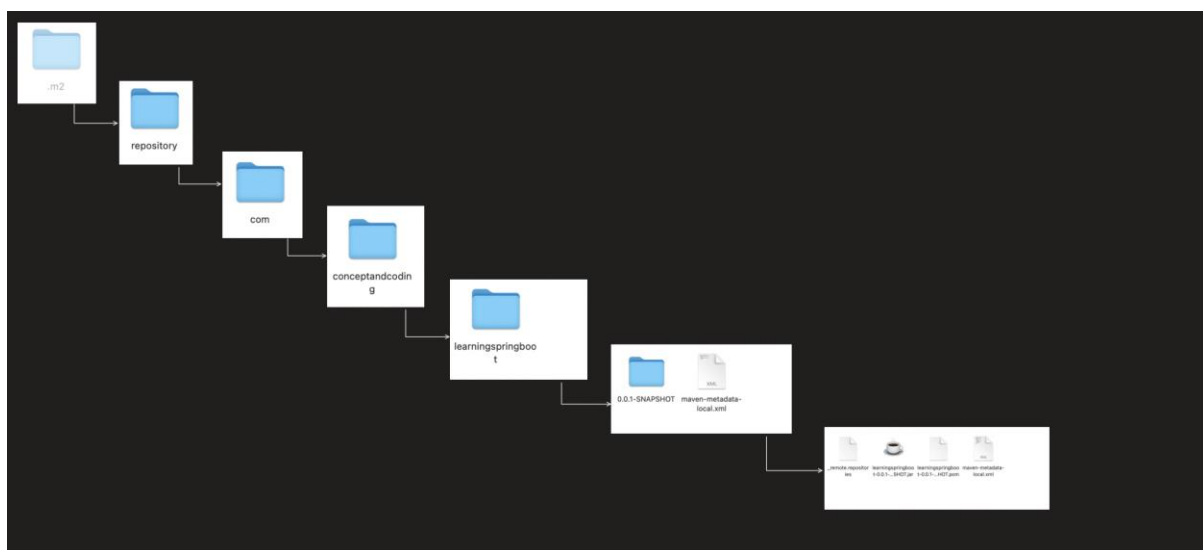 .m2
repository
com
conceptandcodin
g
learningspringboo
t
0.0.1-SNAPSHOT
maven-metadata-
local.xml
_remote.repositor
ies
learningspringboo
t-0.0.1-...SHOT.jar
learningspringboo
t-0.0.1-...HOT.pom
maven-metadata-
local.xml